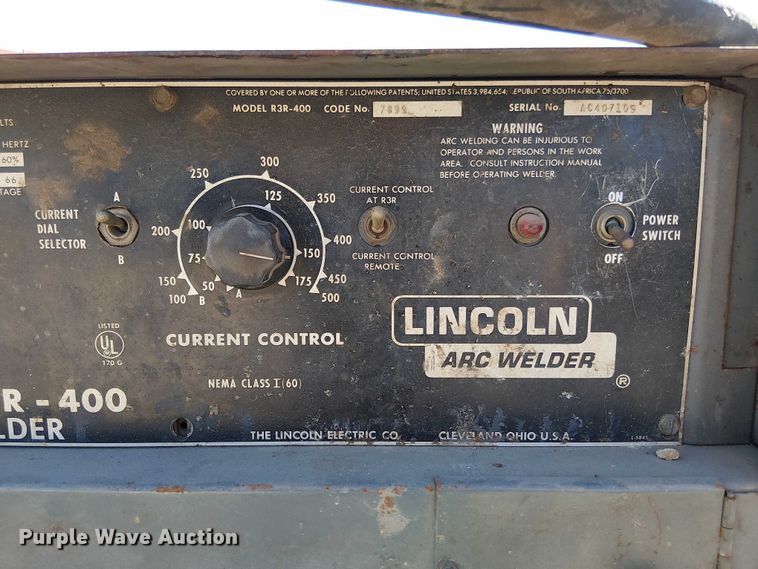 COVERED BY ONE OR MORE OF THE FOLLOWING PATENTS: UNITED STATES 3,984,654; REPUBLIC OF SOUTH AFRICA 75/3700
MODEL R3R-400 CODE No. 7899 SERIAL No. AC407109
WARNING
ARC WELDING CAN BE INJURIOUS TO
OPERATOR AND PERSONS IN THE WORK
AREA. CONSULT INSTRUCTION MANUAL
BEFORE OPERATING WELDER.
LTS
HERTZ
60%
66
TAGE
CURRENT
DIAL
SELECTOR
A
B
100
150
200
250
300
350
400
450
500
50
75
100
125
150
175
B
A
CURRENT CONTROL
CURRENT CONTROL
AT R3R
CURRENT CONTROL
REMOTE
ON
OFF
POWER
SWITCH
LISTED
UL
170 G
NEMA CLASS I (60)
LINCOLN
ARC WELDER
®
R-400
LDER
THE LINCOLN ELECTRIC CO. CLEVELAND OHIO U.S.A.
Purple Wave Auction